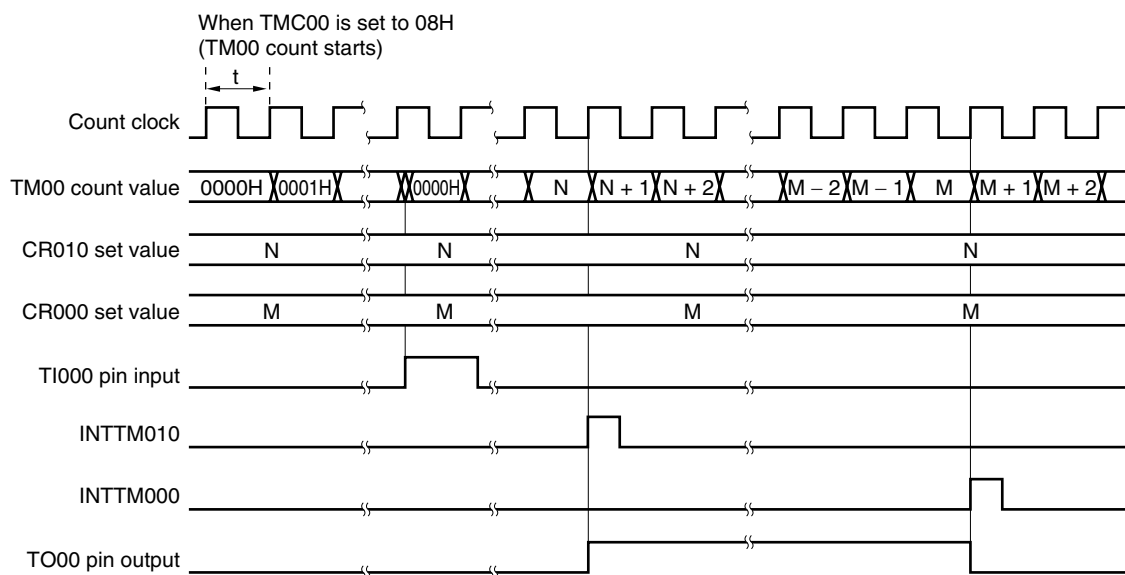 When TMC00 is set to 08H
(TM00 count starts)
t
Count clock
TM00 count value 0000H 0001H 0000H N N + 1 N + 2 M − 2 M − 1 M M + 1 M + 2
CR010 set value N N N N
CR000 set value M M M M
TI000 pin input
INTTM010
INTTM000
TO00 pin output